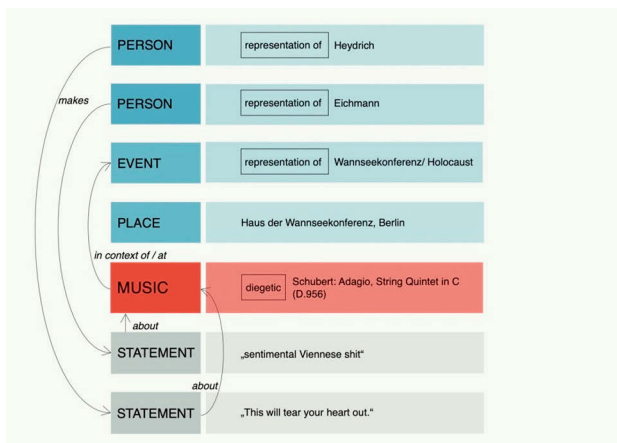 PERSON representation of Heydrich
makes
PERSON representation of Eichmann
EVENT representation of Wannseekonferenz/ Holocaust
PLACE Haus der Wannseekonferenz, Berlin
in context of / at
MUSIC diegetic Schubert: Adagio, String Quintet in C
(D.956)
about
STATEMENT „sentimental Viennese shit“
about
STATEMENT „This will tear your heart out.“